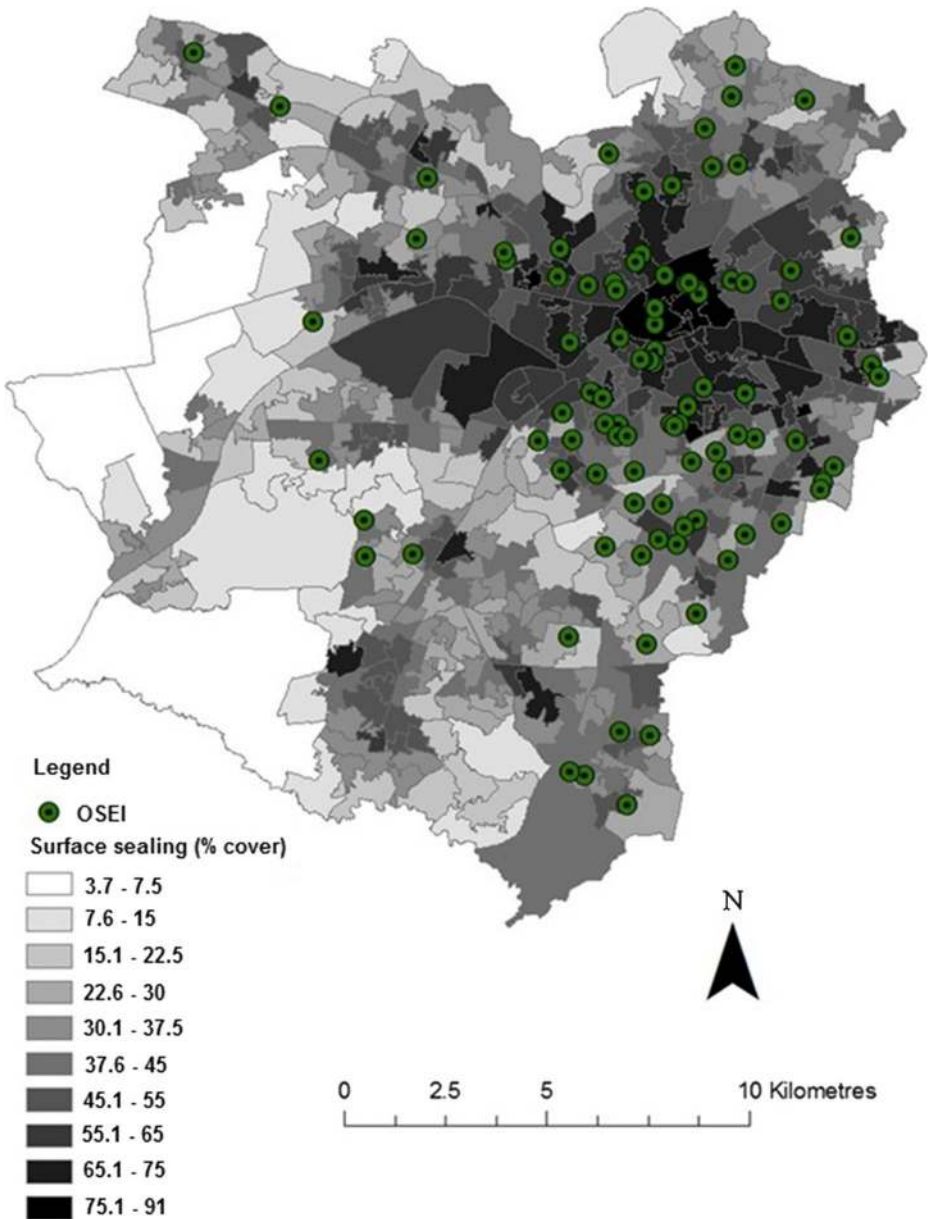 Legend
OSEI
Surface sealing (% cover)
3.7 - 7.5
7.6 - 15
15.1 - 22.5
22.6 - 30
30.1 - 37.5
37.6 - 45
45.1 - 55
55.1 - 65
65.1 - 75
75.1 - 91
N
0 2.5 5 10 Kilometres